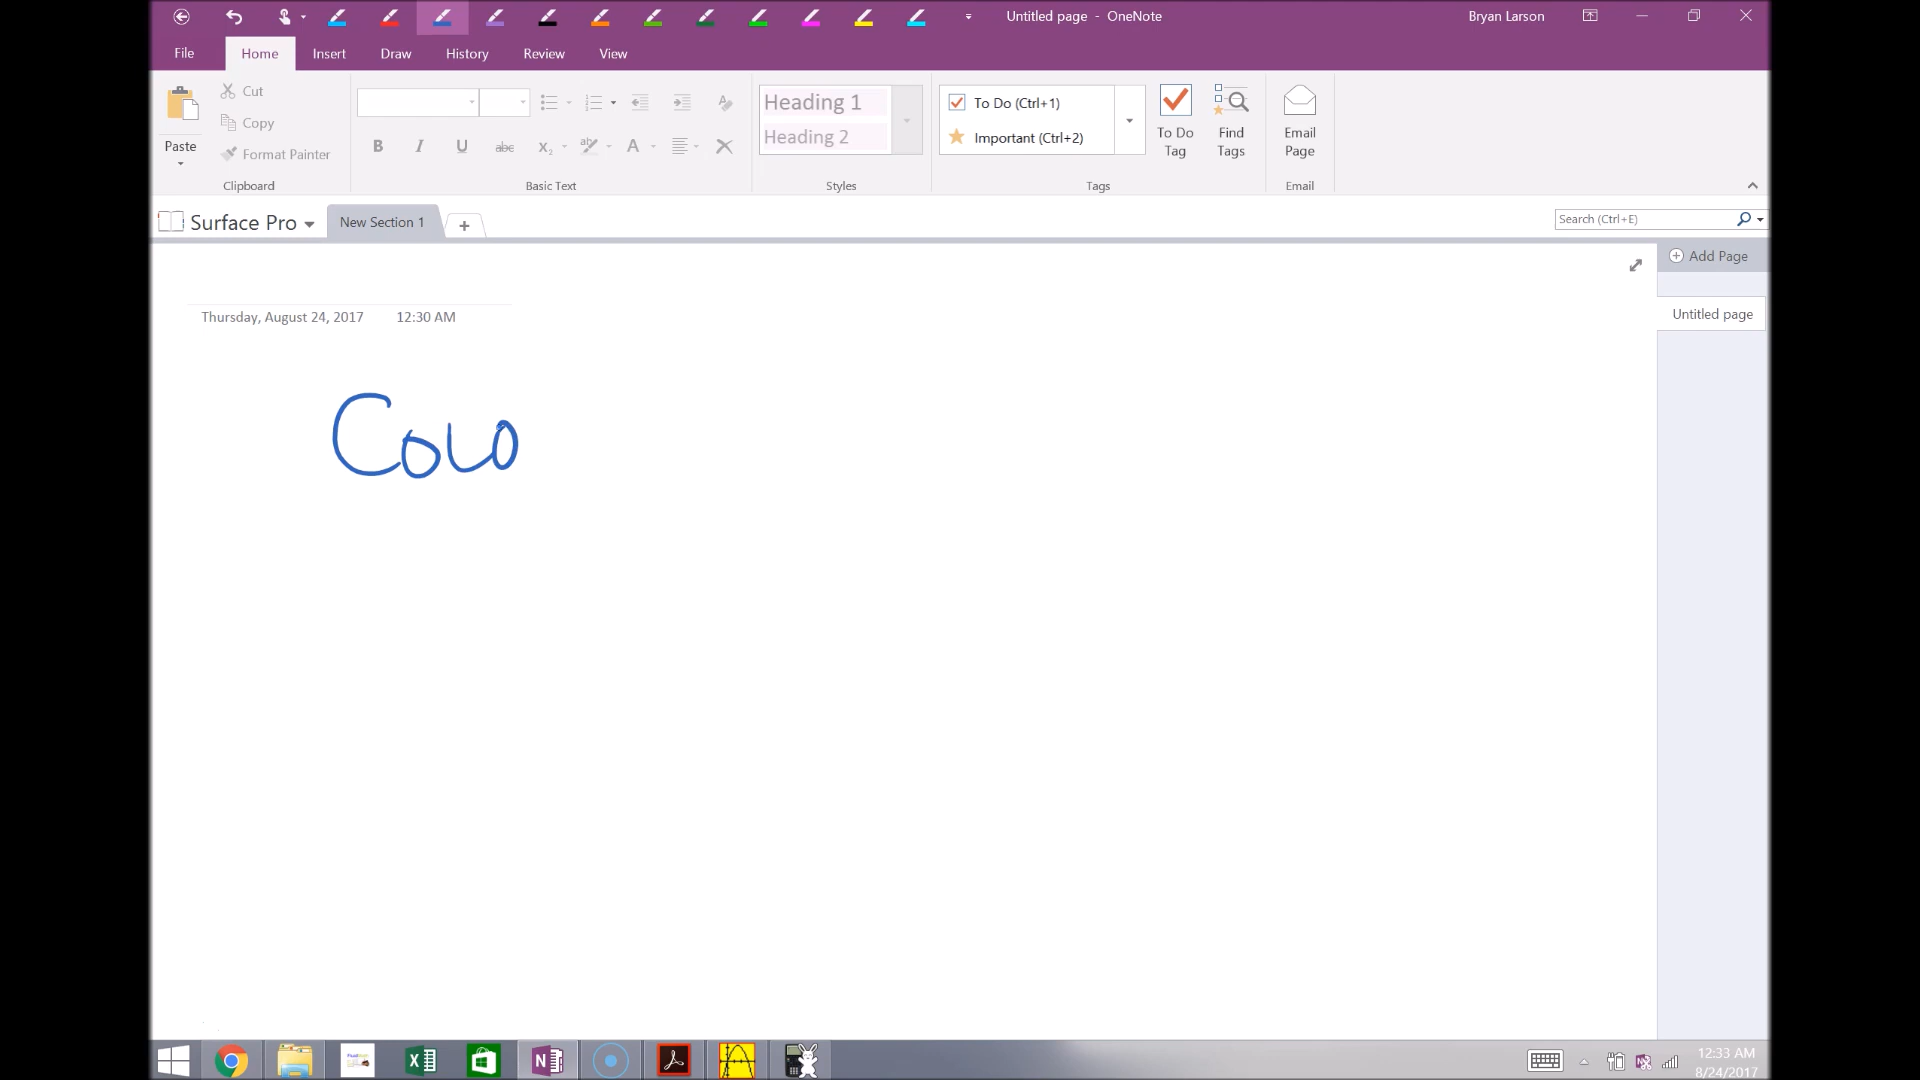 Untitled page - OneNote
Bryan Larson
File Home Insert Draw History Review View
Paste
Cut
Copy
Format Painter
Clipboard
B I U abc X₂ ab A
Basic Text
Heading 1
Heading 2
Styles
To Do (Ctrl+1)
Important (Ctrl+2)
To Do Tag
Find Tags
Tags
Email Page
Email
Surface Pro
New Section 1
Search (Ctrl+E)
Add Page
Untitled page
Thursday, August 24, 2017 12:30 AM
Colo
12:33 AM
8/24/2017